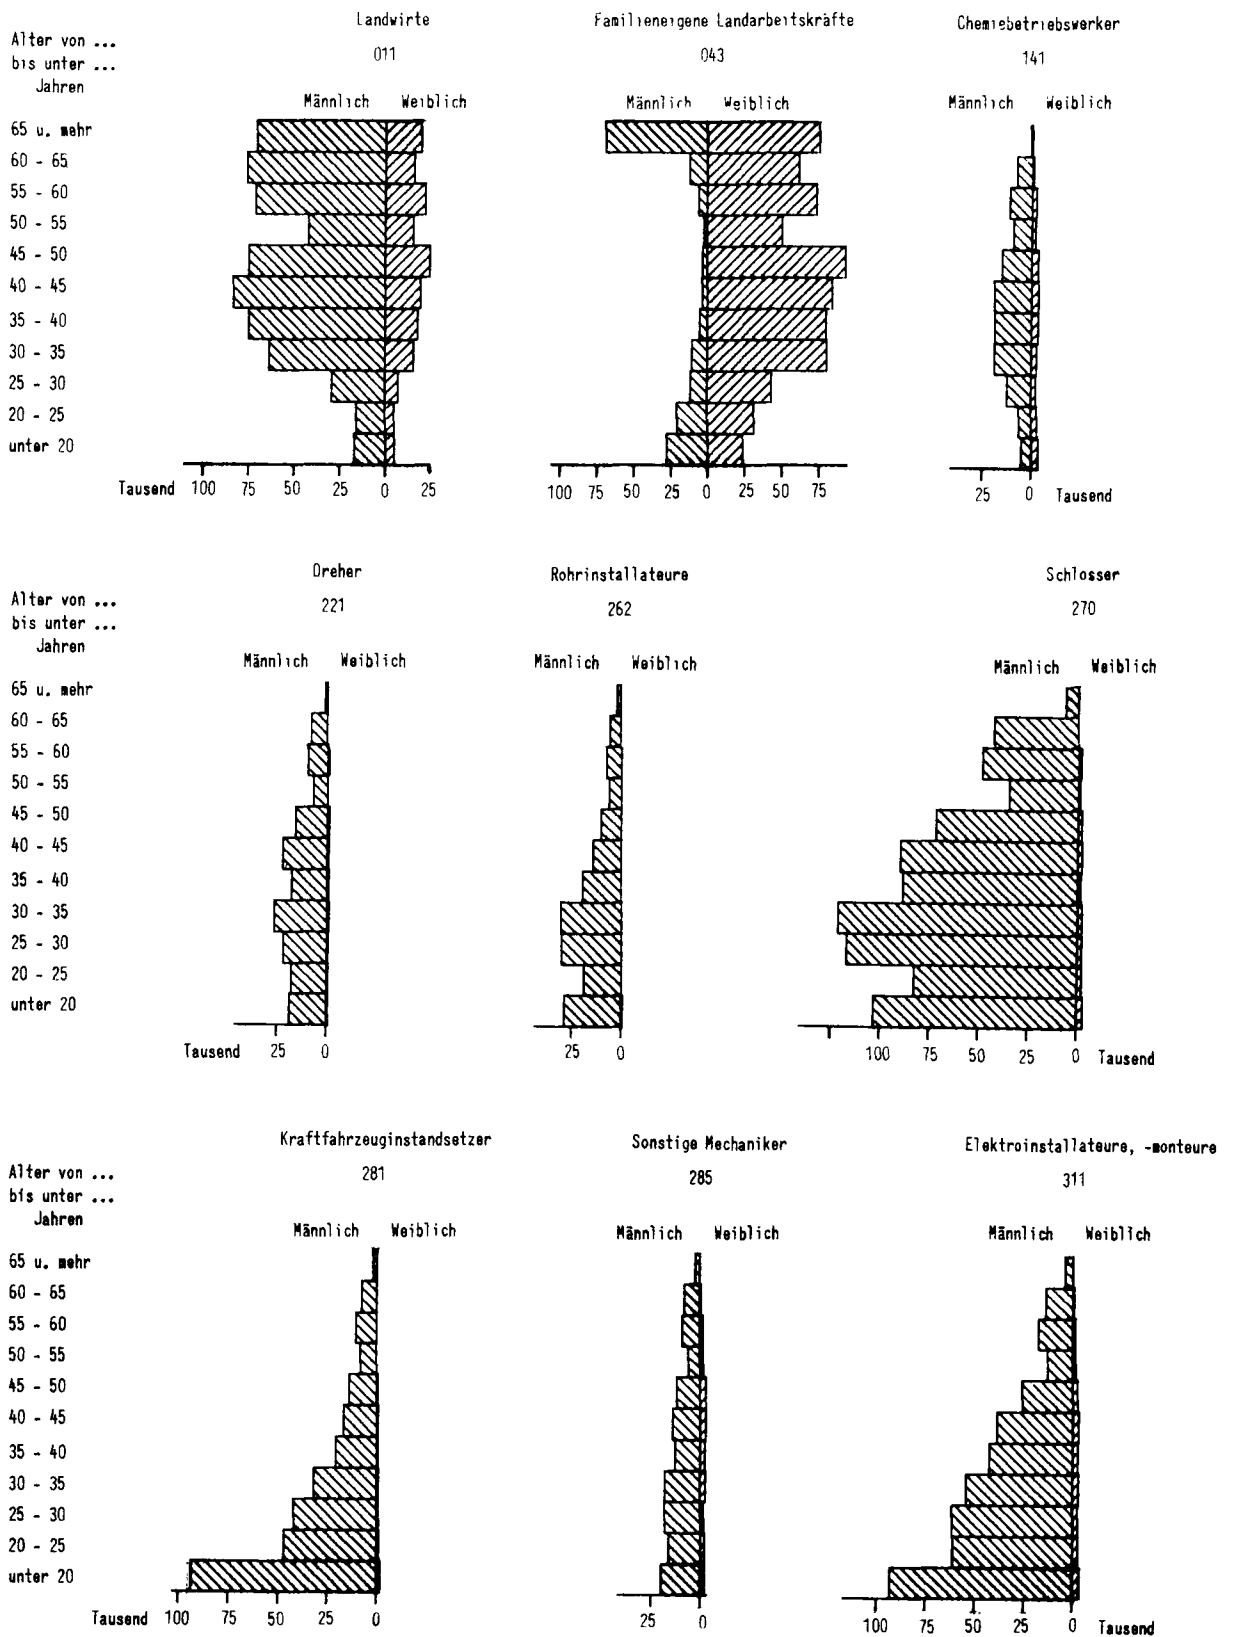 Landwirte Familieneigene Landarbeitskräfte Chemiebetriebswerker
Alter von ...
bis unter ...
Jahren
011 043 141
Männlich Weiblich Männlich Weiblich Männlich Weiblich
65 u. mehr
60 - 65
55 - 60
50 - 55
45 - 50
40 - 45
35 - 40
30 - 35
25 - 30
20 - 25
unter 20
Tausend 100 75 50 25 0 25 100 75 50 25 0 25 50 75 25 0 Tausend
Dreher Rohrinstallateure Schlosser
Alter von ...
bis unter ...
Jahren
221 262 270
Männlich Weiblich Männlich Weiblich Männlich Weiblich
65 u. mehr
60 - 65
55 - 60
50 - 55
45 - 50
40 - 45
35 - 40
30 - 35
25 - 30
20 - 25
unter 20
Tausend 25 0 25 0 100 75 50 25 0 Tausend
Kraftfahrzeuginstandsetzer Sonstige Mechaniker Elektroinstallateure, -monteure
Alter von ...
bis unter ...
Jahren
281 285 311
Männlich Weiblich Männlich Weiblich Männlich Weiblich
65 u. mehr
60 - 65
55 - 60
50 - 55
45 - 50
40 - 45
35 - 40
30 - 35
25 - 30
20 - 25
unter 20
Tausend 100 75 50 25 0 25 0 100 75 50 25 0 Tausend